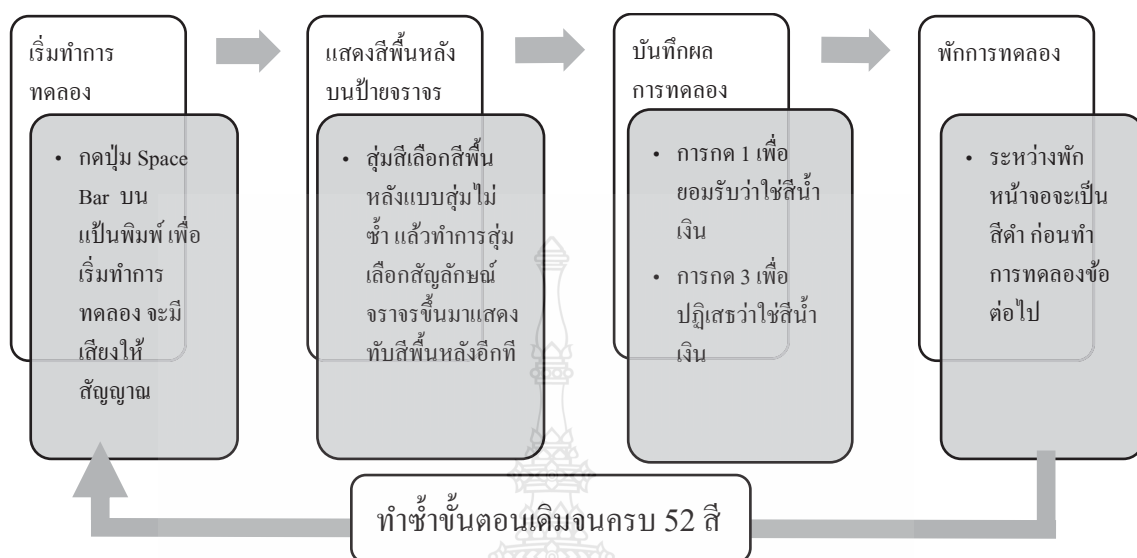 เริ่มทำการ
ทดลอง
• กดปุ่ม Space
Bar บน
แป้นพิมพ์ เพื่อ
เริ่มทำการ
ทดลอง จะมี
เสียงให้
สัญญาณ
แสดงสีพื้นหลัง
บนป้ายจราจร
• สุ่มสีเลือกสีพื้น
หลังแบบสุ่มไม่
ซ้ำ แล้วทำการสุ่ม
เลือกสัญลักษณ์
จราจรขึ้นมาแสดง
ทับสีพื้นหลังอีกที
บันทึกผล
การทดลอง
• การกด 1 เพื่อ
ยอมรับว่าใช่สีน้ำ
เงิน
• การกด 3 เพื่อ
ปฏิเสธว่าใช่สีน้ำ
เงิน
พักการทดลอง
• ระหว่างพัก
หน้าจอจะเป็น
สีดำ ก่อนทำ
การทดลองข้อ
ต่อไป
ทำซ้ำขั้นตอนเดิมจนครบ 52 สี